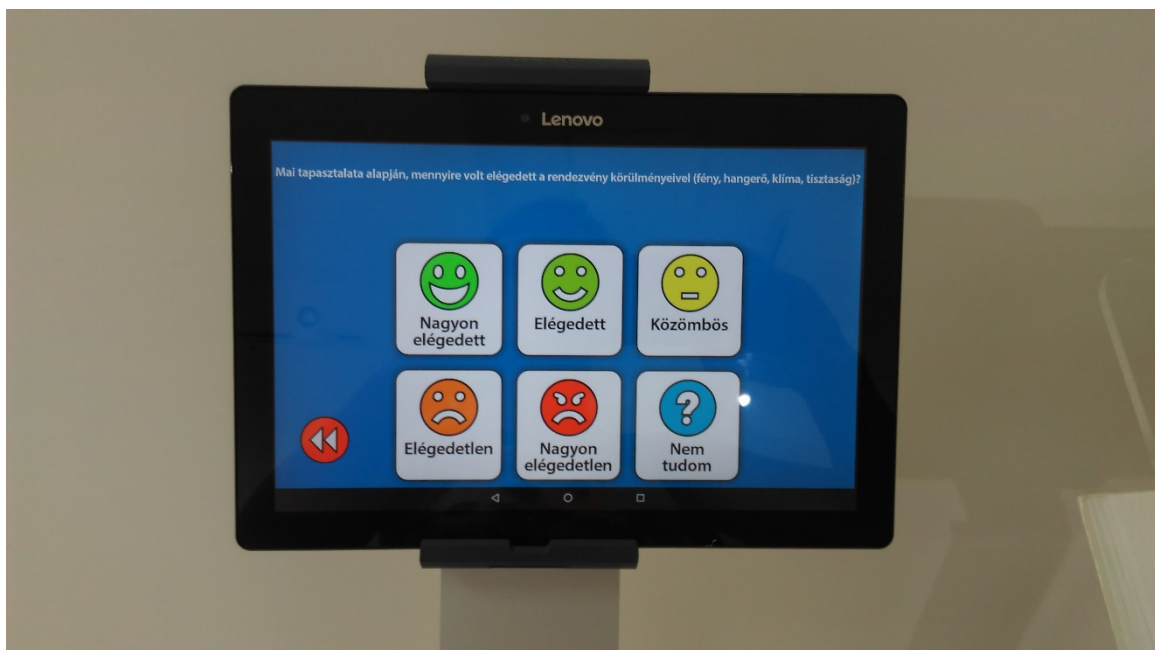 Lenovo
Mai tapasztalata alapján, mennyire volt elégedett a rendezvény körülményeivel (fény, hangerő, klíma, tisztaság)?
Nagyon
elégedett
Elégedett
Közömbös
Elégedetlen
Nagyon
elégedetlen
Nem
tudom